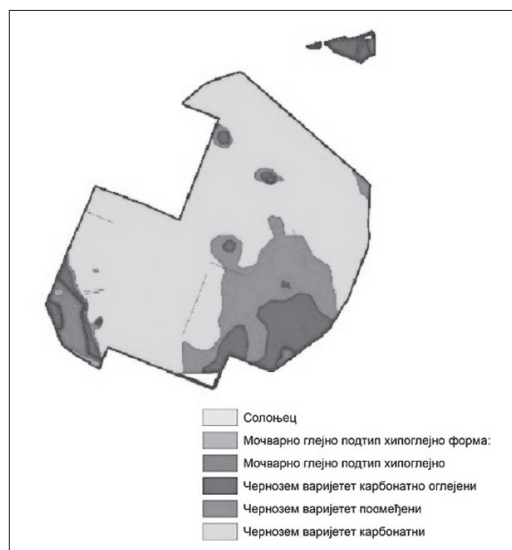 Солоњец
Мочварно глејно подтип хипоглејно форма:
Мочварно глејно подтип хипоглејно
Чернозем варијетет карбонатно оглејени
Чернозем варијетет посмеђени
Чернозем варијетет карбонатни